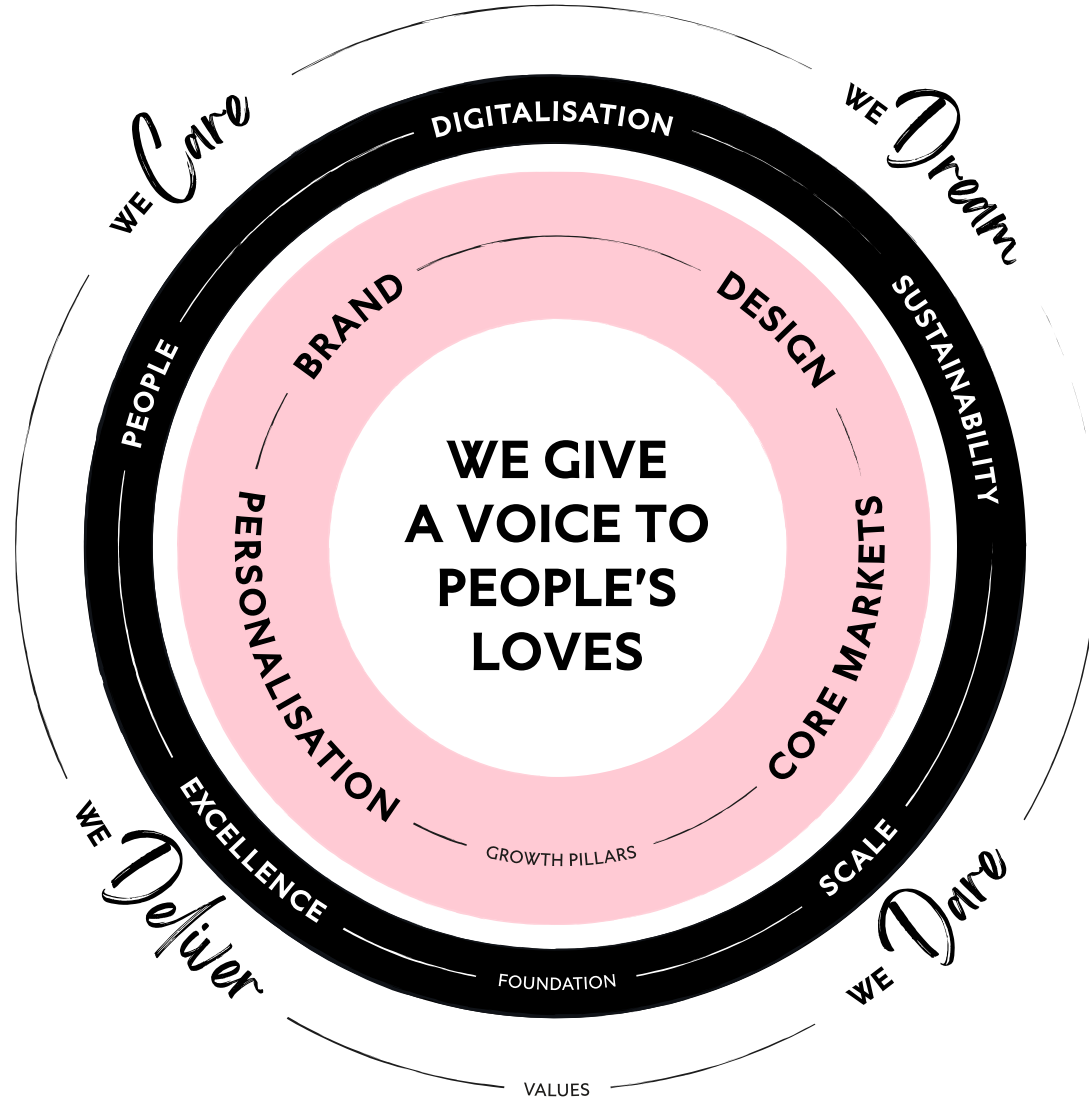 WE Care
WE Dream
WE Dare
WE Deliver
VALUES
DIGITALISATION
SUSTAINABILITY
SCALE
FOUNDATION
EXCELLENCE
PEOPLE
BRAND
DESIGN
CORE MARKETS
GROWTH PILLARS
PERSONALISATION
WE GIVE
A VOICE TO
PEOPLE'S
LOVES